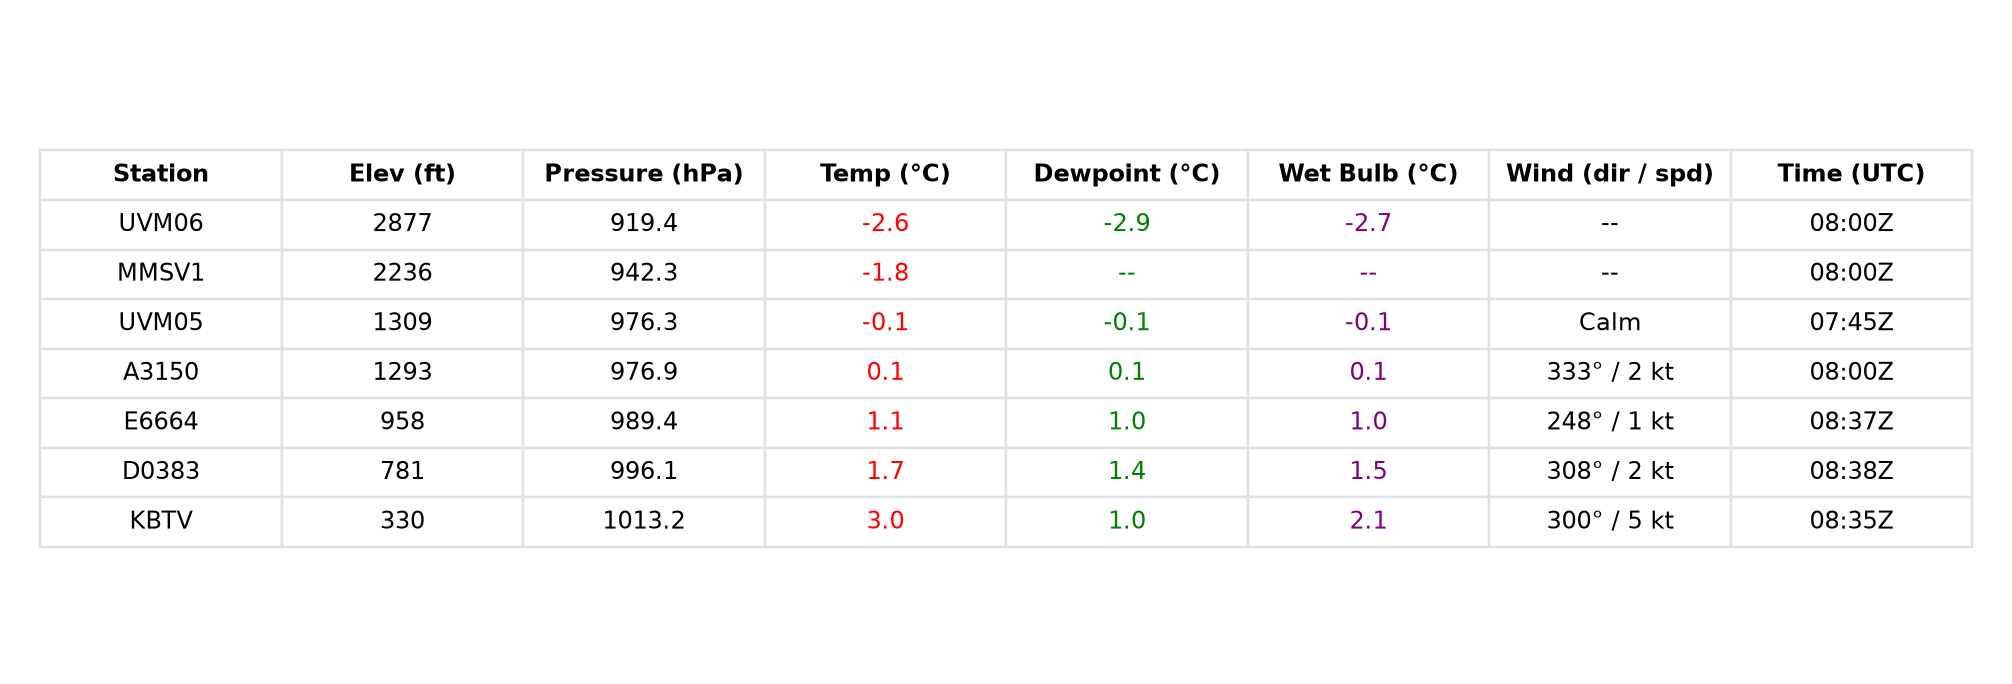 Station Elev (ft) Pressure (hPa) Temp (°C) Dewpoint (°C) Wet Bulb (°C) Wind (dir / spd) Time (UTC)
UVM06 2877 919.4 -2.6 -2.9 -2.7 -- 08:00Z
MMSV1 2236 942.3 -1.8 -- -- -- 08:00Z
UVM05 1309 976.3 -0.1 -0.1 -0.1 Calm 07:45Z
A3150 1293 976.9 0.1 0.1 0.1 333° / 2 kt 08:00Z
E6664 958 989.4 1.1 1.0 1.0 248° / 1 kt 08:37Z
D0383 781 996.1 1.7 1.4 1.5 308° / 2 kt 08:38Z
KBTV 330 1013.2 3.0 1.0 2.1 300° / 5 kt 08:35Z